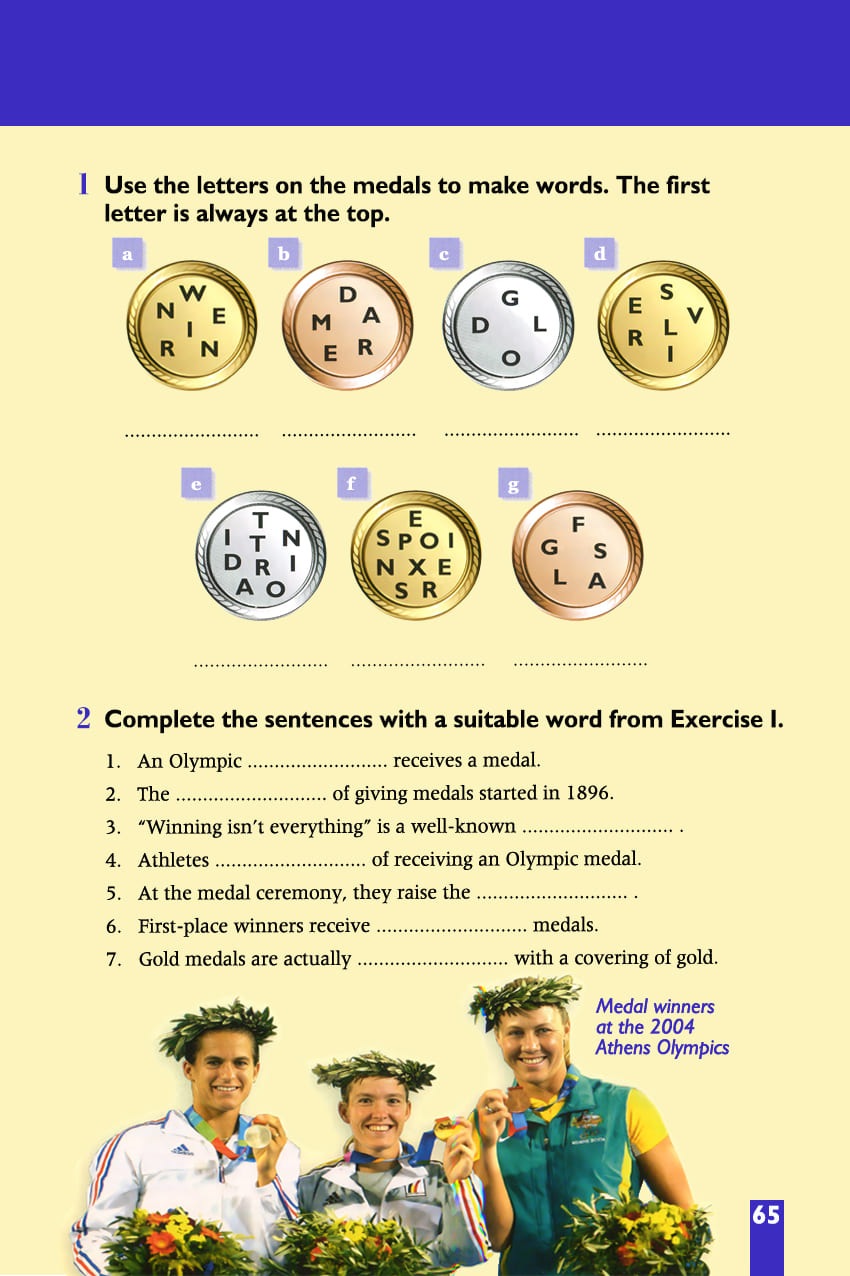 1 Use the letters on the medals to make words. The first
letter is always at the top.
a b c d
W N E I R N
D M A E R
G D L O
S E V L R I
.........................  .........................  .........................  .........................
e f g
T I T N D R I A O
E S P O I N X E S R
F G S L A
.........................  .........................  .........................
2 Complete the sentences with a suitable word from Exercise 1.
1. An Olympic .......................... receives a medal.
2. The ............................ of giving medals started in 1896.
3. “Winning isn’t everything” is a well-known ............................ .
4. Athletes ............................ of receiving an Olympic medal.
5. At the medal ceremony, they raise the ............................ .
6. First-place winners receive ............................ medals.
7. Gold medals are actually ............................ with a covering of gold.
Medal winners
at the 2004
Athens Olympics
adidas
65